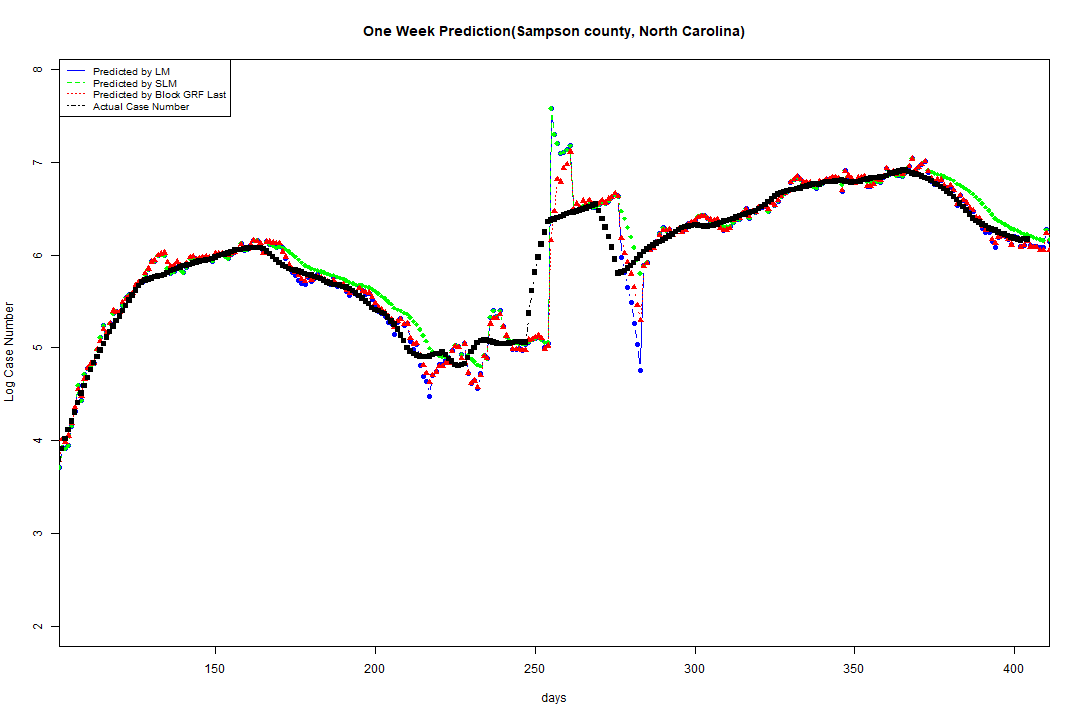 One Week Prediction(Sampson county, North Carolina)
Predicted by LM
Predicted by SLM
Predicted by Block GRF Last
Actual Case Number
8
7
6
5
4
3
2
Log Case Number
150 200 250 300 350 400
days